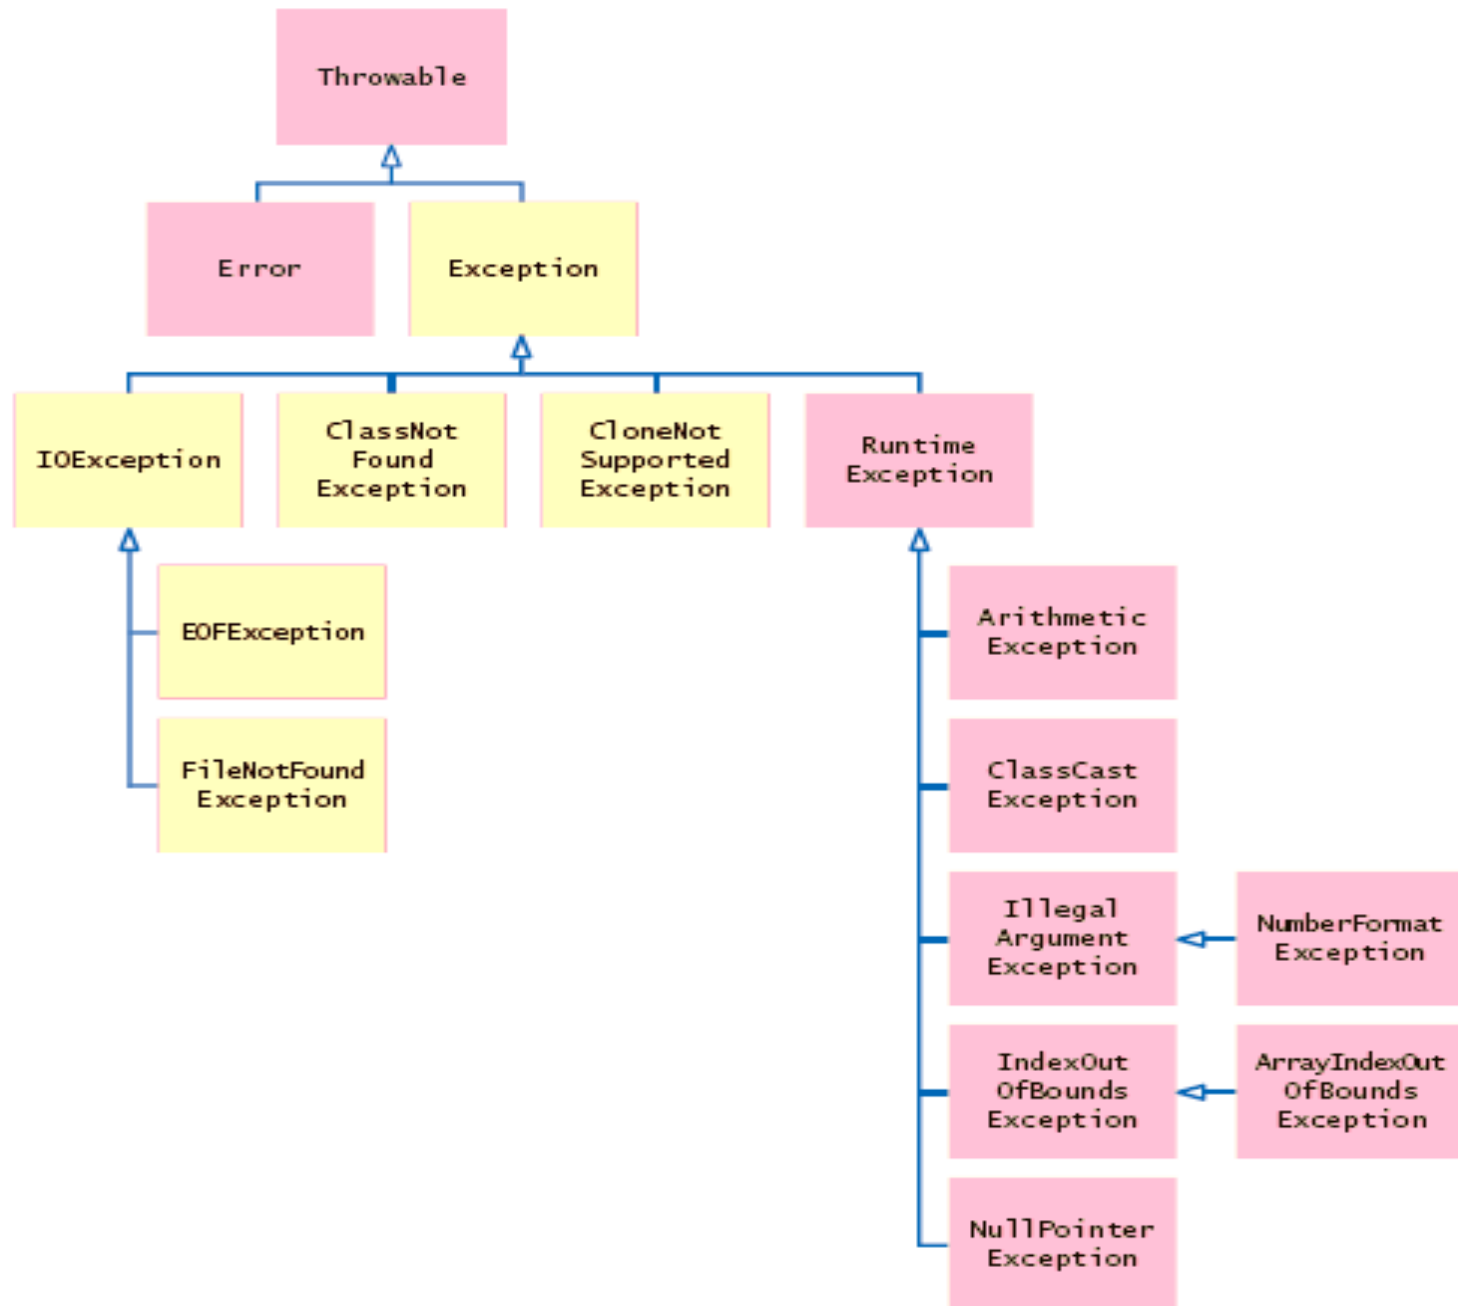 Throwable
Error
Exception
IOException
ClassNot
Found
Exception
CloneNot
Supported
Exception
Runtime
Exception
EOFException
FileNotFound
Exception
Arithmetic
Exception
ClassCast
Exception
Illegal
Argument
Exception
NumberFormat
Exception
IndexOut
OfBounds
Exception
ArrayIndexOut
OfBounds
Exception
NullPointer
Exception